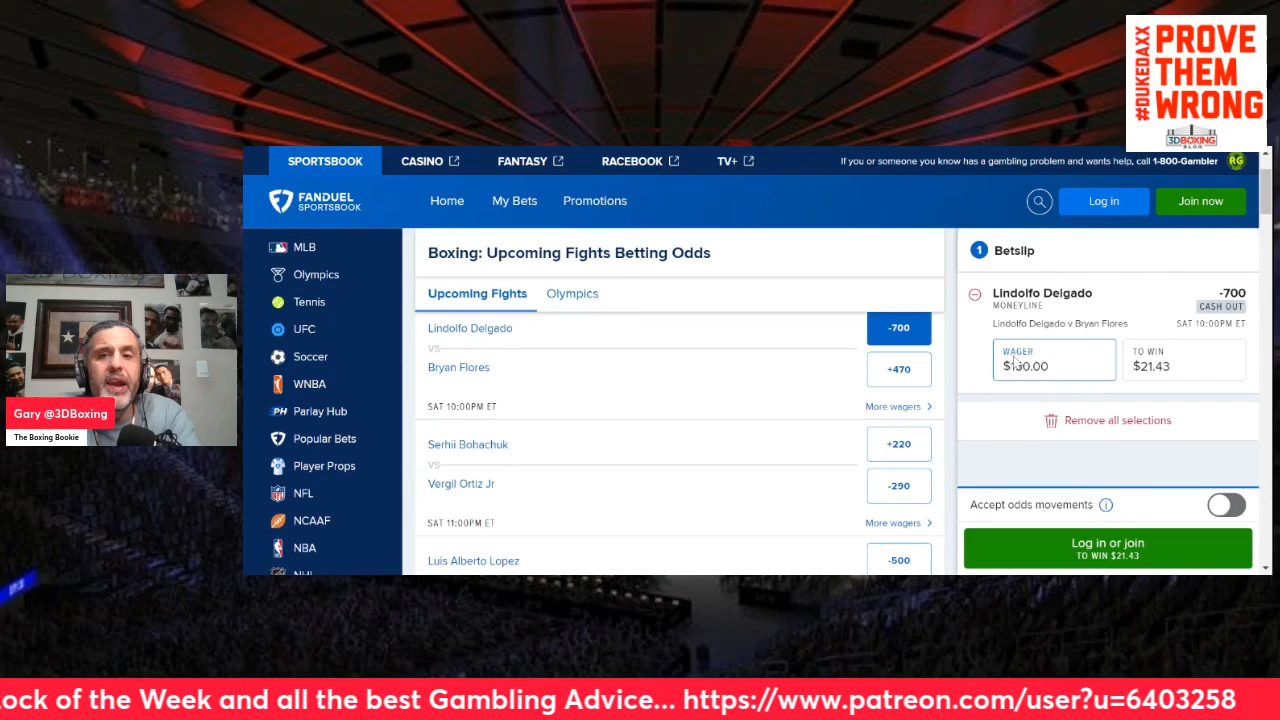 #DUKEDAXX
PROVE
THEM
WRONG
3DBOXING
BLOG
SPORTSBOOK
CASINO
FANTASY
RACEBOOK
TV+
If you or someone you know has a gambling problem and wants help, call 1-800-Gambler
RG
FANDUEL
SPORTSBOOK
Home
My Bets
Promotions
Log in
Join now
MLB
Olympics
Tennis
UFC
Soccer
WNBA
PH Parlay Hub
Popular Bets
Player Props
NFL
NCAAF
NBA
NHL
Boxing: Upcoming Fights Betting Odds
Upcoming Fights
Olympics
Lindolfo Delgado
-700
VS
Bryan Flores
+470
SAT 10:00PM ET
More wagers
Serhii Bohachuk
+220
VS
Vergil Ortiz Jr
-290
SAT 11:00PM ET
More wagers
Luis Alberto Lopez
-500
1 Betslip
Lindolfo Delgado
-700
MONEYLINE
CASH OUT
Lindolfo Delgado v Bryan Flores
SAT 10:00PM ET
WAGER
TO WIN
$21.43
Remove all selections
Accept odds movements
Log in or join
TO WIN $21.43
Gary @3DBoxing
The Boxing Bookie
ock of the Week and all the best Gambling Advice... https://www.patreon.com/user?u=6403258